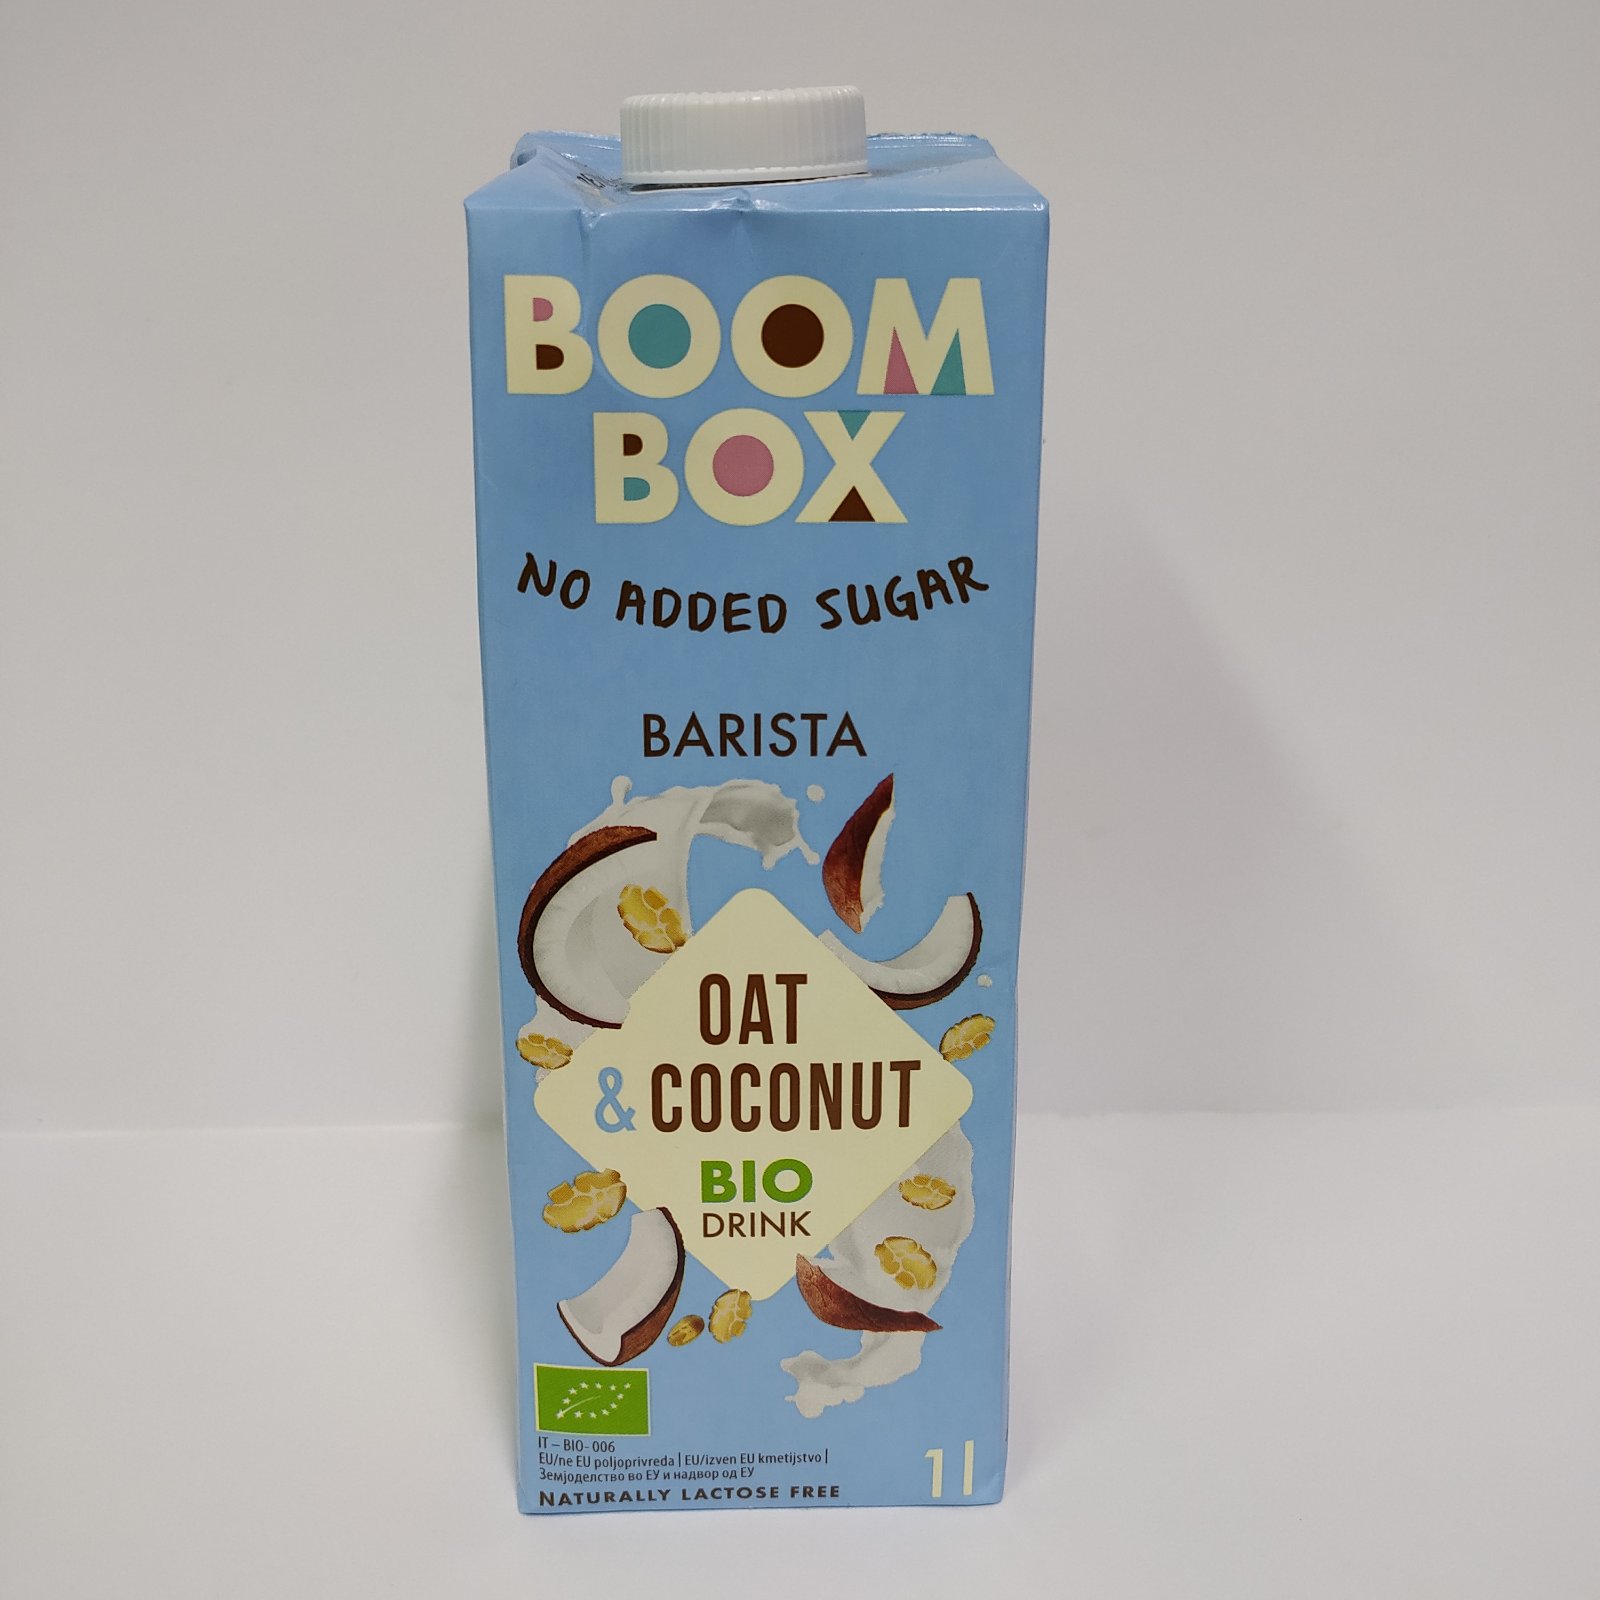 BOOM
BOX
NO ADDED SUGAR
BARISTA
OAT
& COCONUT
BIO
DRINK
IT – BIO- 006
EU/ne EU poljoprivreda | EU/izven EU kmetijstvo |
Земјоделство во ЕУ и надвор од ЕУ
NATURALLY LACTOSE FREE
1 l